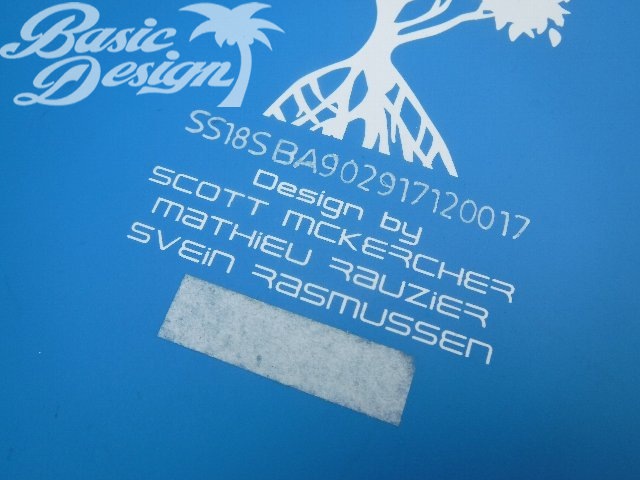 Basic
Design
SS18SBA902917120017
Design by
SCOTT MCKERCHER
MATHIEU RAUZIER
SVEIN RASMUSSEN